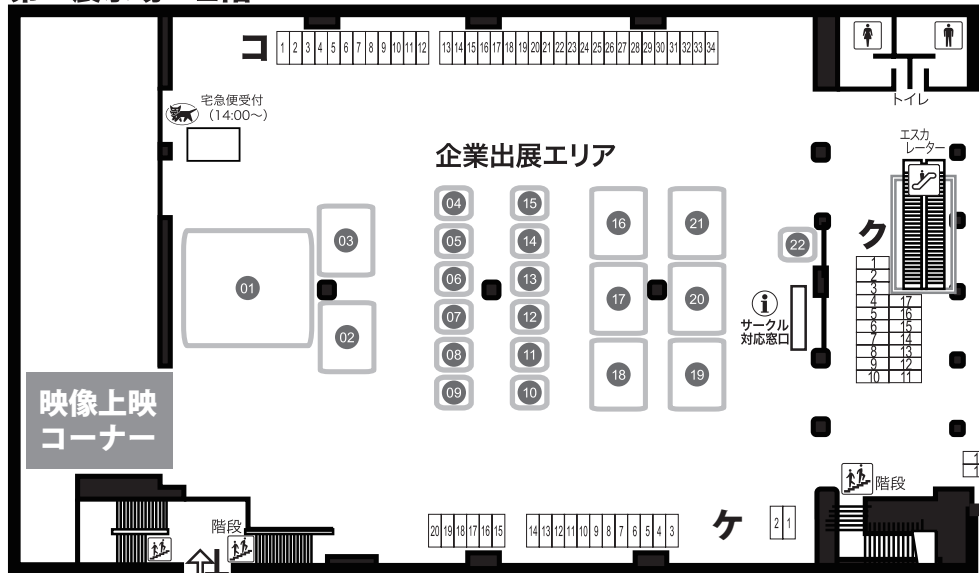 コ
1 2 3 4 5 6 7 8 9 10 11 12
13 14 15 16 17 18 19 20 21 22 23 24 25 26 27 28 29 30 31 32 33 34
トイレ
宅急便受付
(14:00〜)
エスカ
レーター
企業出展エリア
04 15
05 14
06 13
07 12
08 11
09 10
16 21
17 20
18 19
03
01
02
22
ク
1
2
3
4 17
5 16
6 15
7 14
8 13
9 12
10 11
i
サークル
対応窓口
映像上映
コーナー
階段
階段
20 19 18 17 16 15
14 13 12 11 10 9 8 7 6 5 4 3
ケ
2 1